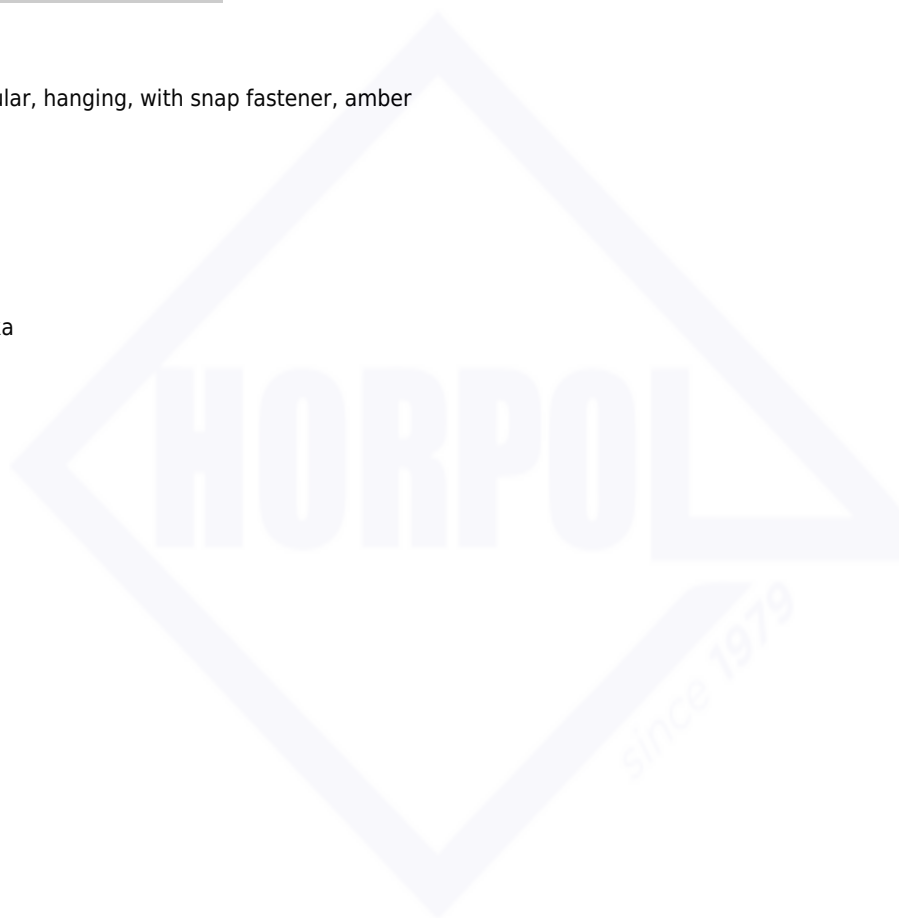 ular, hanging, with snap fastener, amber
a
HORPOL
since 1979